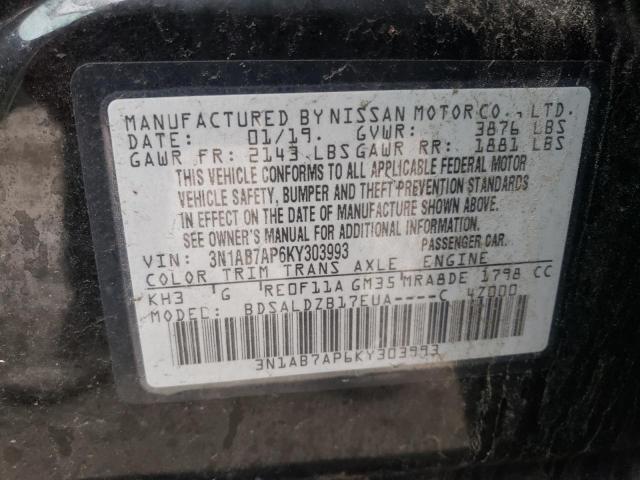 MANUFACTURED BY NISSAN MOTOR CO., LTD.
DATE: 01/19. GVWR: 3876 LBS
GAWR FR: 2143 LBS GAWR RR: 1881 LBS
THIS VEHICLE CONFORMS TO ALL APPLICABLE FEDERAL MOTOR
VEHICLE SAFETY, BUMPER AND THEFT PREVENTION STANDARDS
IN EFFECT ON THE DATE OF MANUFACTURE SHOWN ABOVE.
SEE OWNER'S MANUAL FOR ADDITIONAL INFORMATION.
VIN: 3N1AB7AP6KY303993 PASSENGER CAR.
COLOR TRIM TRANS AXLE ENGINE
KH3 G RE0F11A GM35 MRA8DE 1798 CC
MODEL: BDSALDZB17EUA----C 47000
3N1AB7AP6KY303993